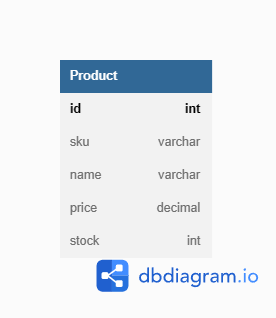 Product
id int
sku varchar
name varchar
price decimal
stock int
dbdiagram.io